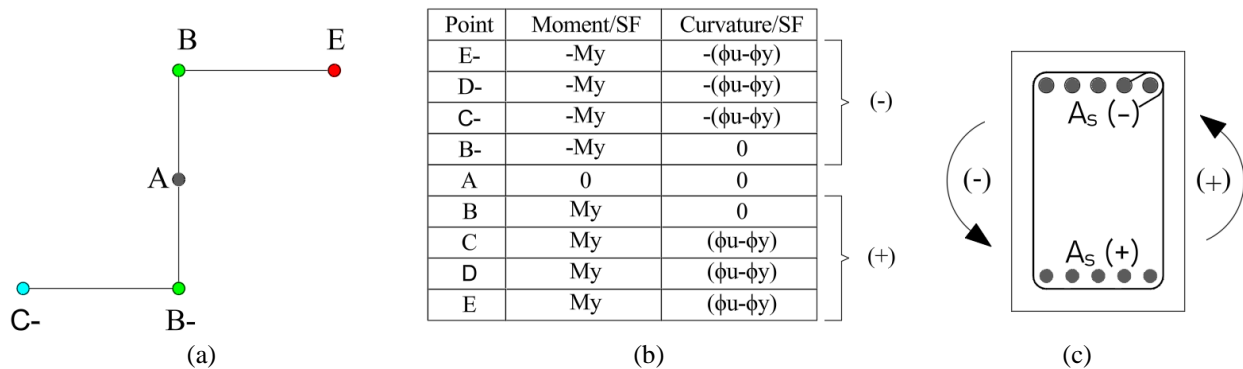 B E
A
C- B-
(a)
Point Moment/SF Curvature/SF
E- -My -(ϕu-ϕy)
D- -My -(ϕu-ϕy)
C- -My -(ϕu-ϕy)
B- -My 0
A 0 0
B My 0
C My (ϕu-ϕy)
D My (ϕu-ϕy)
E My (ϕu-ϕy)
(-)
(+)
(b)
As (-)
(-) (+)
As (+)
(c)